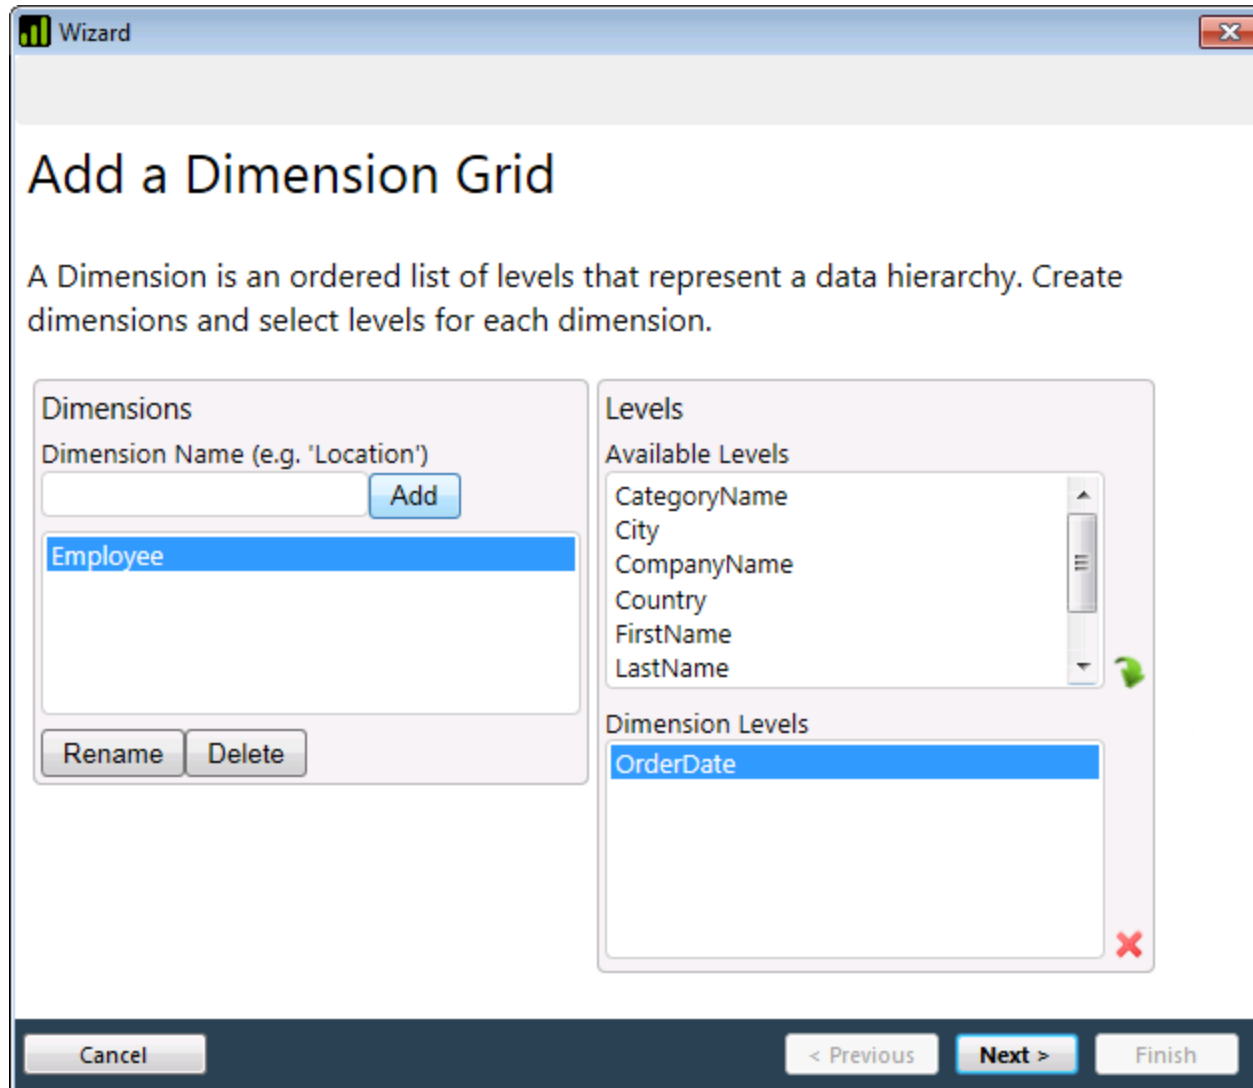 Wizard
Add a Dimension Grid
A Dimension is an ordered list of levels that represent a data hierarchy. Create
dimensions and select levels for each dimension.
Dimensions
Dimension Name (e.g. 'Location')
Add
Employee
Rename Delete
Levels
Available Levels
CategoryName
City
CompanyName
Country
FirstName
LastName
Dimension Levels
OrderDate
Cancel < Previous Next > Finish